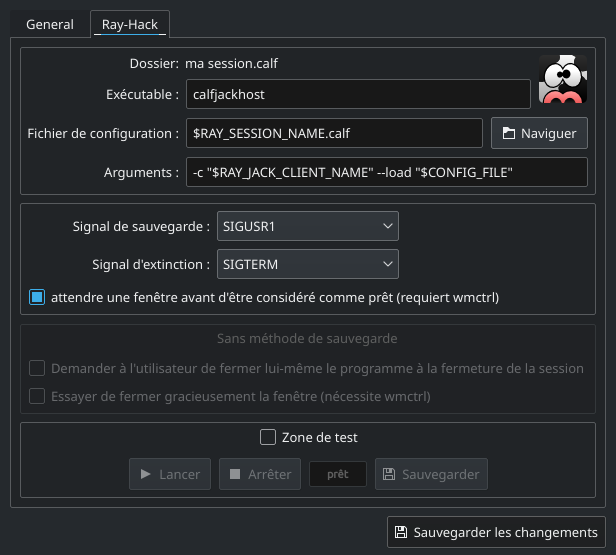 General Ray-Hack
Dossier: ma session.calf
Exécutable : calfjackhost
Fichier de configuration : $RAY_SESSION_NAME.calf Naviguer
Arguments : -c "$RAY_JACK_CLIENT_NAME" --load "$CONFIG_FILE"
Signal de sauvegarde : SIGUSR1
Signal d'extinction : SIGTERM
attendre une fenêtre avant d'être considéré comme prêt (requiert wmctrl)
Sans méthode de sauvegarde
Demander à l'utilisateur de fermer lui-même le programme à la fermeture de la session
Essayer de fermer gracieusement la fenêtre (nécessite wmctrl)
Zone de test
Lancer Arrêter prêt Sauvegarder
Sauvegarder les changements